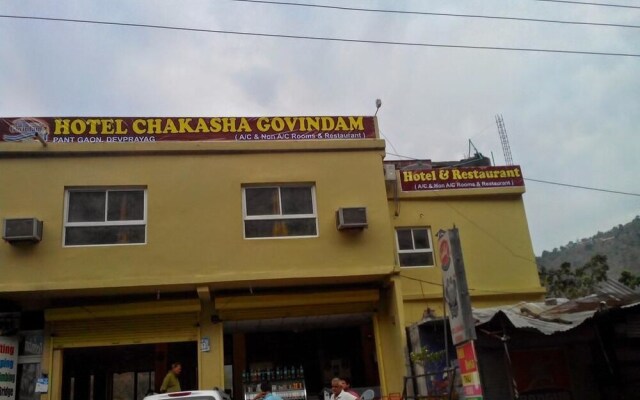 HOTEL CHAKASHA GOVINDAM
PANT GAON, DEVPRAYAG
( A/C & Non A/C Rooms & Restaurant )
Hotel & Restaurant
( A/C & Non A/C Rooms & Restaurant )